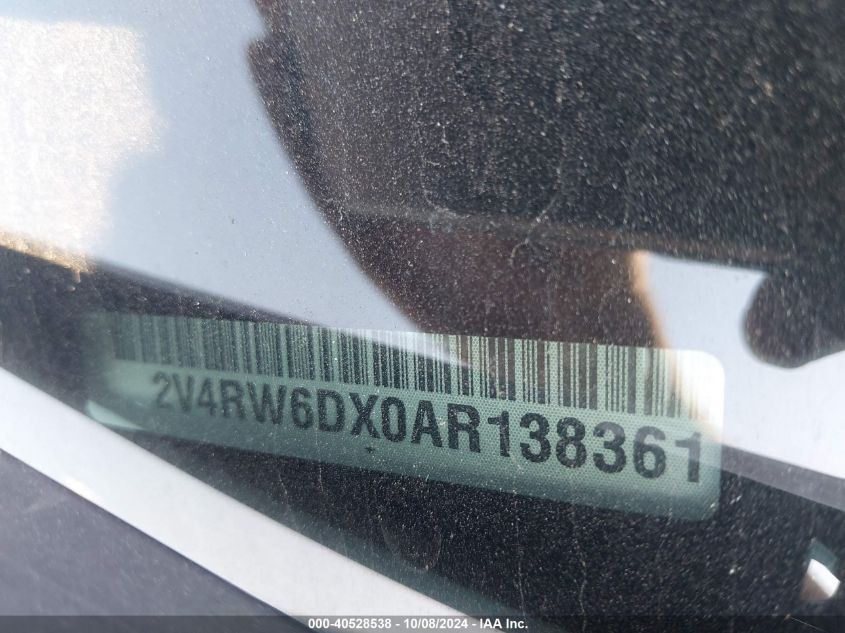 2V4RW6DX0AR138361
000-40528538 - 10/08/2024 - IAA Inc.